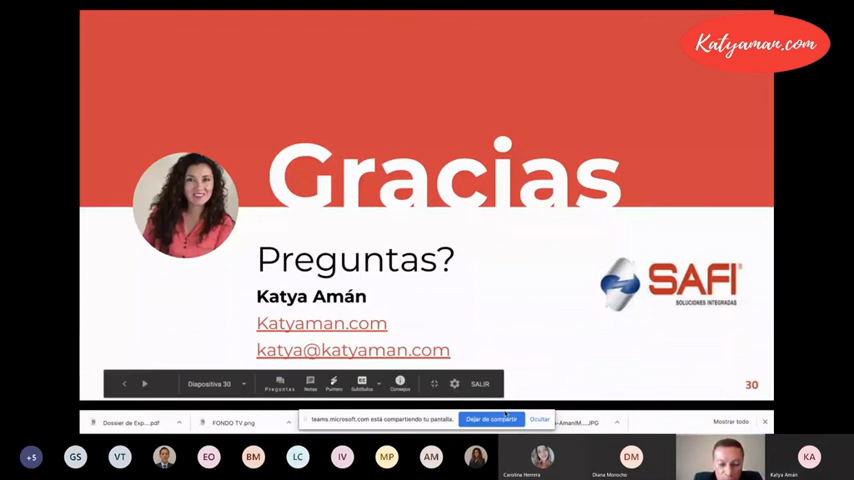 Katyaman.com
Gracias
Preguntas?
Katya Amán
Katyaman.com
katya@katyaman.com
SAFI
SOLUCIONES INTEGRADAS
Diapositiva 30
Preguntas
Notas
Puntero
Subtítulos
Consejos
SALIR
30
Dossier de Exp....pdf
FONDO TV.png
teams.microsoft.com está compartiendo tu pantalla.
Dejar de compartir
Ocultar
Mostrar todo
+5
GS
VT
EO
BM
LC
IV
MP
AM
Carolina Herrera
DM
Diana Morocho
KA
Katya Amán